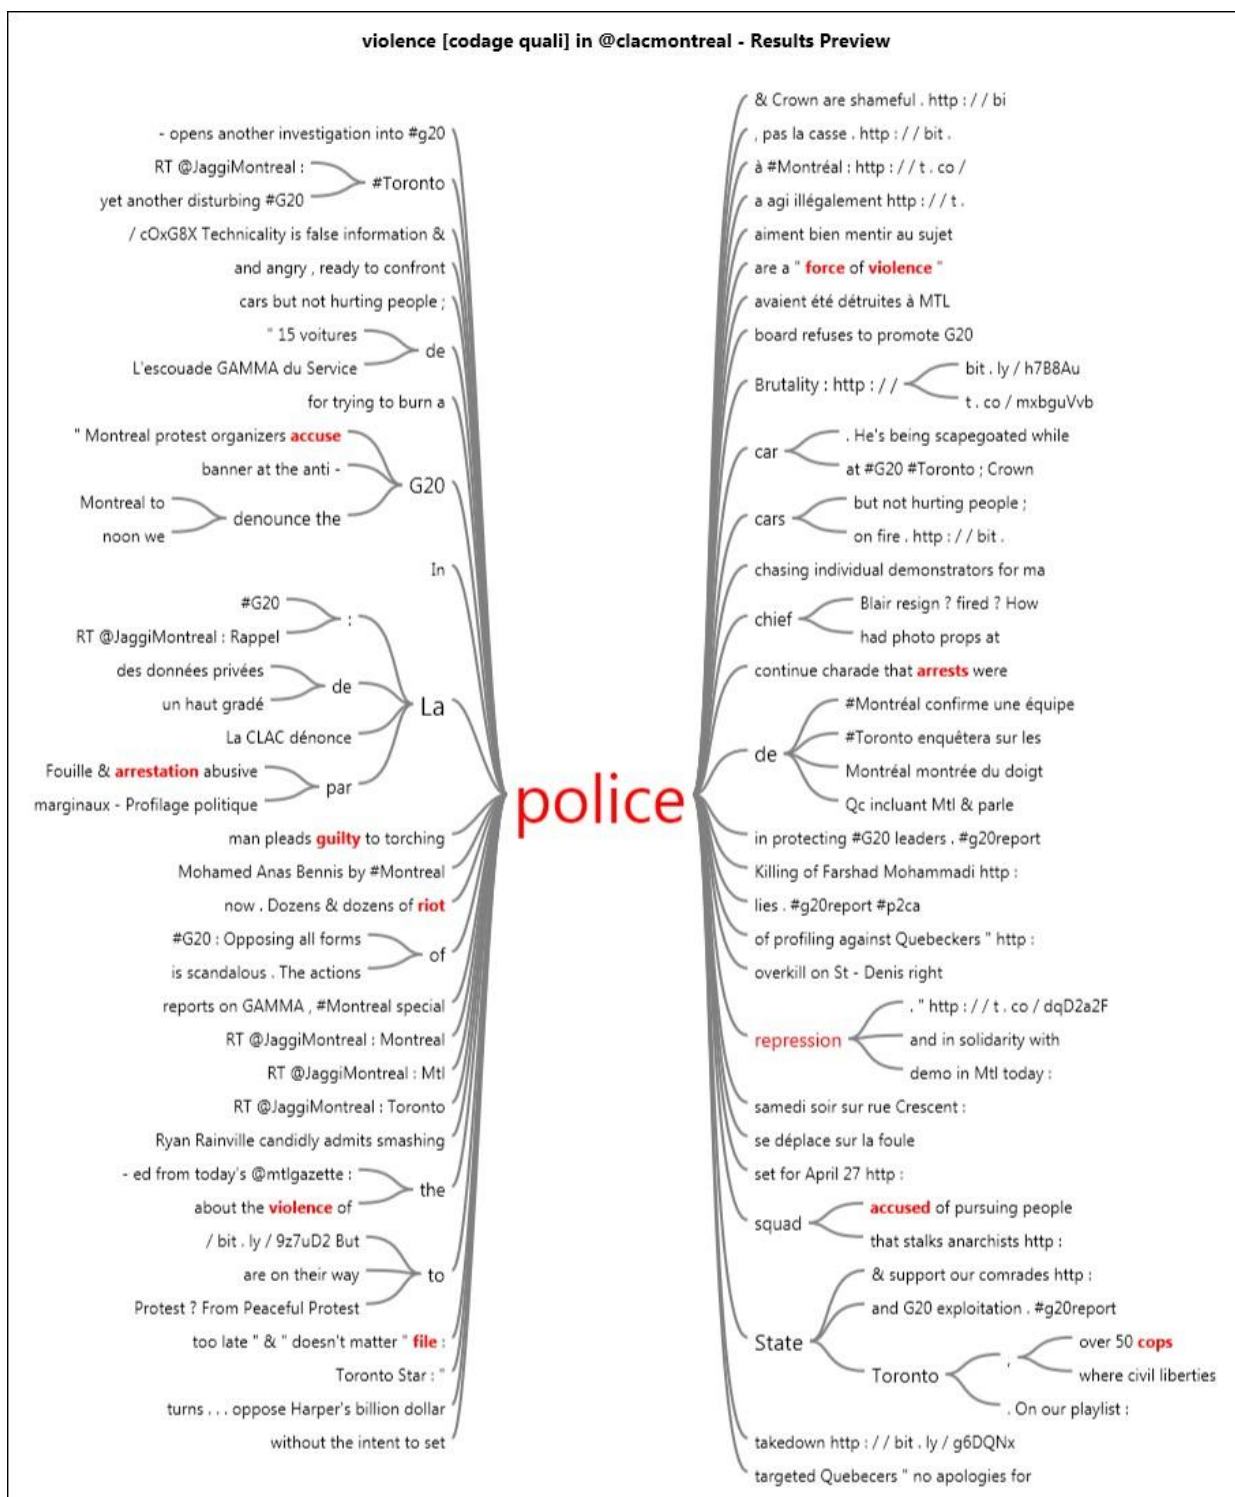 violence [codage quali] in @clacmontreal - Results Preview
- opens another investigation into #g20
RT @JaggiMontreal :
yet another disturbing #G20
#Toronto
/ cOxG8X Technicality is false information &
and angry , ready to confront
cars but not hurting people ;
" 15 voitures
L'escouade GAMMA du Service
de
for trying to burn a
" Montreal protest organizers accuse
banner at the anti -
Montreal to
noon we
denounce the
G20
In
#G20
RT @JaggiMontreal : Rappel
:
des données privées
un haut gradé
de
La CLAC dénonce
Fouille & arrestation abusive
marginaux - Profilage politique
par
La
man pleads guilty to torching
Mohamed Anas Bennis by #Montreal
now . Dozens & dozens of riot
#G20 : Opposing all forms
is scandalous . The actions
of
reports on GAMMA , #Montreal special
RT @JaggiMontreal : Montreal
RT @JaggiMontreal : Mtl
RT @JaggiMontreal : Toronto
Ryan Rainville candidly admits smashing
- ed from today's @mtlgazette :
about the violence of
the
/ bit . ly / 9z7uD2 But
are on their way
Protest ? From Peaceful Protest
to
too late " & " doesn't matter " file :
Toronto Star : "
turns . . . oppose Harper's billion dollar
without the intent to set
police
& Crown are shameful . http : / / bi
, pas la casse . http : / / bit .
à #Montréal : http : / / t . co /
a agi illégalement http : / / t .
aiment bien mentir au sujet
are a " force of violence "
avaient été détruites à MTL
board refuses to promote G20
Brutality : http : / /
bit . ly / h7B8Au
t . co / mxbguVvb
car
. He's being scapegoated while
at #G20 #Toronto ; Crown
cars
but not hurting people ;
on fire . http : / / bit .
chasing individual demonstrators for ma
chief
Blair resign ? fired ? How
had photo props at
continue charade that arrests were
de
#Montréal confirme une équipe
#Toronto enquêtera sur les
Montréal montrée du doigt
Qc incluant Mtl & parle
in protecting #G20 leaders . #g20report
Killing of Farshad Mohammadi http :
lies . #g20report #p2ca
of profiling against Quebeckers " http :
overkill on St - Denis right
repression
. " http : / / t . co / dqD2a2F
and in solidarity with
demo in Mtl today :
samedi soir sur rue Crescent :
se déplace sur la foule
set for April 27 http :
squad
accused of pursuing people
that stalks anarchists http :
State
& support our comrades http :
and G20 exploitation . #g20report
Toronto
,
over 50 cops
where civil liberties
. On our playlist :
takedown http : / / bit . ly / g6DQNx
targeted Quebecers " no apologies for